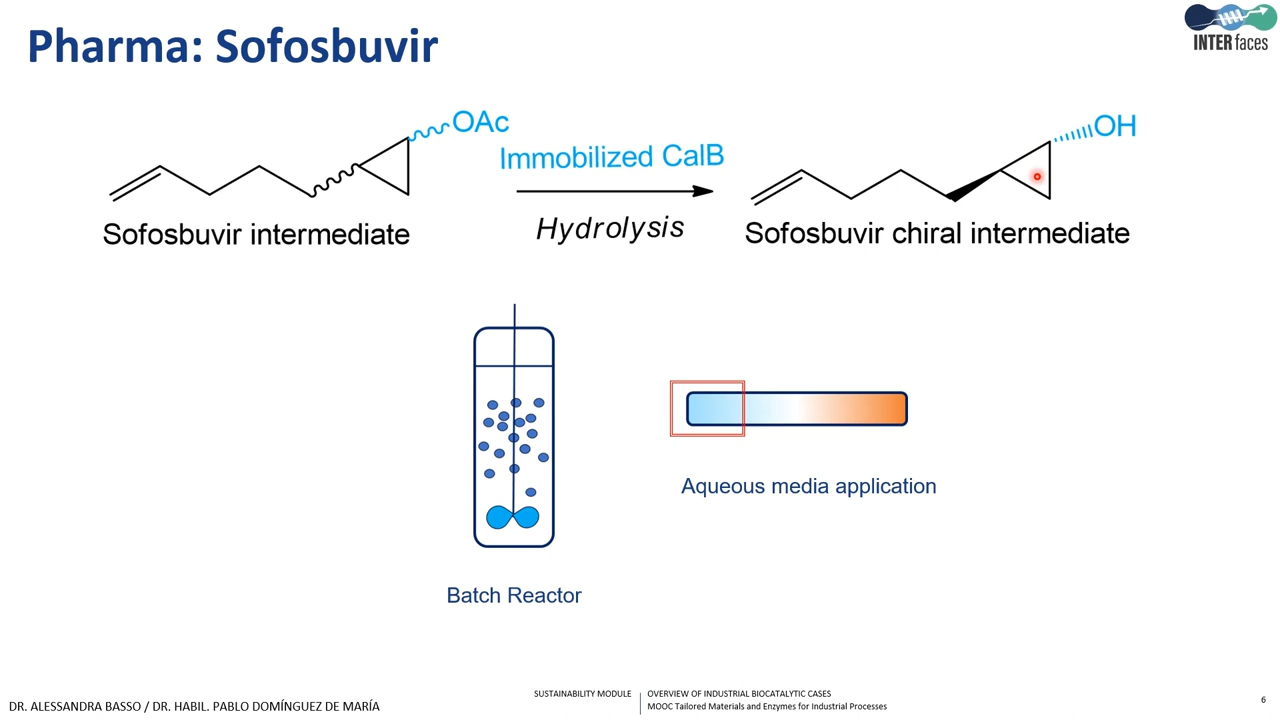 Pharma: Sofosbuvir
INTERfaces
OAc
Immobilized CalB
OH
Hydrolysis
Sofosbuvir intermediate
Sofosbuvir chiral intermediate
Aqueous media application
Batch Reactor
DR. ALESSANDRA BASSO / DR. HABIL. PABLO DOMÍNGUEZ DE MARÍA
SUSTAINABILITY MODULE
OVERVIEW OF INDUSTRIAL BIOCATALYTIC CASES
MOOC Tailored Materials and Enzymes for Industrial Processes
6